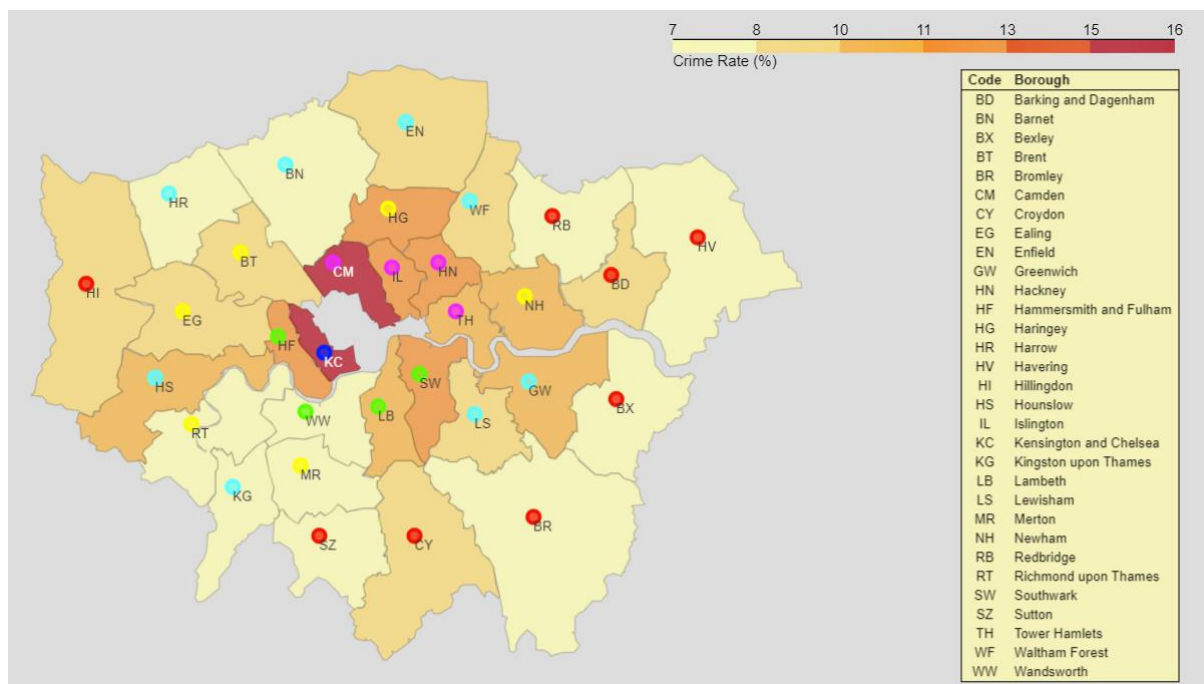 7 8 10 11 13 15 16
Crime Rate (%)
Code Borough
BD Barking and Dagenham
BN Barnet
BX Bexley
BT Brent
BR Bromley
CM Camden
CY Croydon
EG Ealing
EN Enfield
GW Greenwich
HN Hackney
HF Hammersmith and Fulham
HG Haringey
HR Harrow
HV Havering
HI Hillingdon
HS Hounslow
IL Islington
KC Kensington and Chelsea
KG Kingston upon Thames
LB Lambeth
LS Lewisham
MR Merton
NH Newham
RB Redbridge
RT Richmond upon Thames
SW Southwark
SZ Sutton
TH Tower Hamlets
WF Waltham Forest
WW Wandsworth
EN
BN
HR
WF
HG
RB
HV
BT
CM
IL
HN
BD
HI
NH
EG
TH
HF
KC
HS
SW
GW
BX
WW
LB
LS
RT
MR
KG
SZ
CY
BR